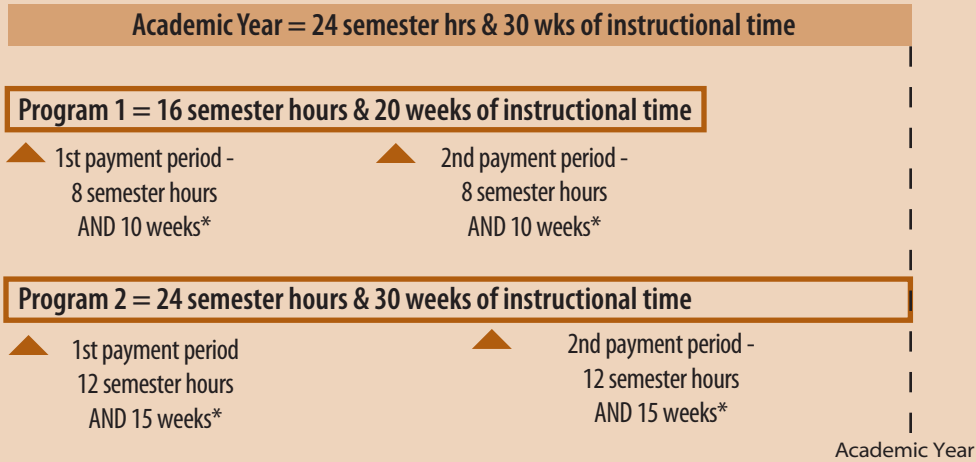 Academic Year = 24 semester hrs & 30 wks of instructional time
Program 1 = 16 semester hours & 20 weeks of instructional time
1st payment period -
8 semester hours
AND 10 weeks*
2nd payment period -
8 semester hours
AND 10 weeks*
Program 2 = 24 semester hours & 30 weeks of instructional time
1st payment period
12 semester hours
AND 15 weeks*
2nd payment period -
12 semester hours
AND 15 weeks*
Academic Year